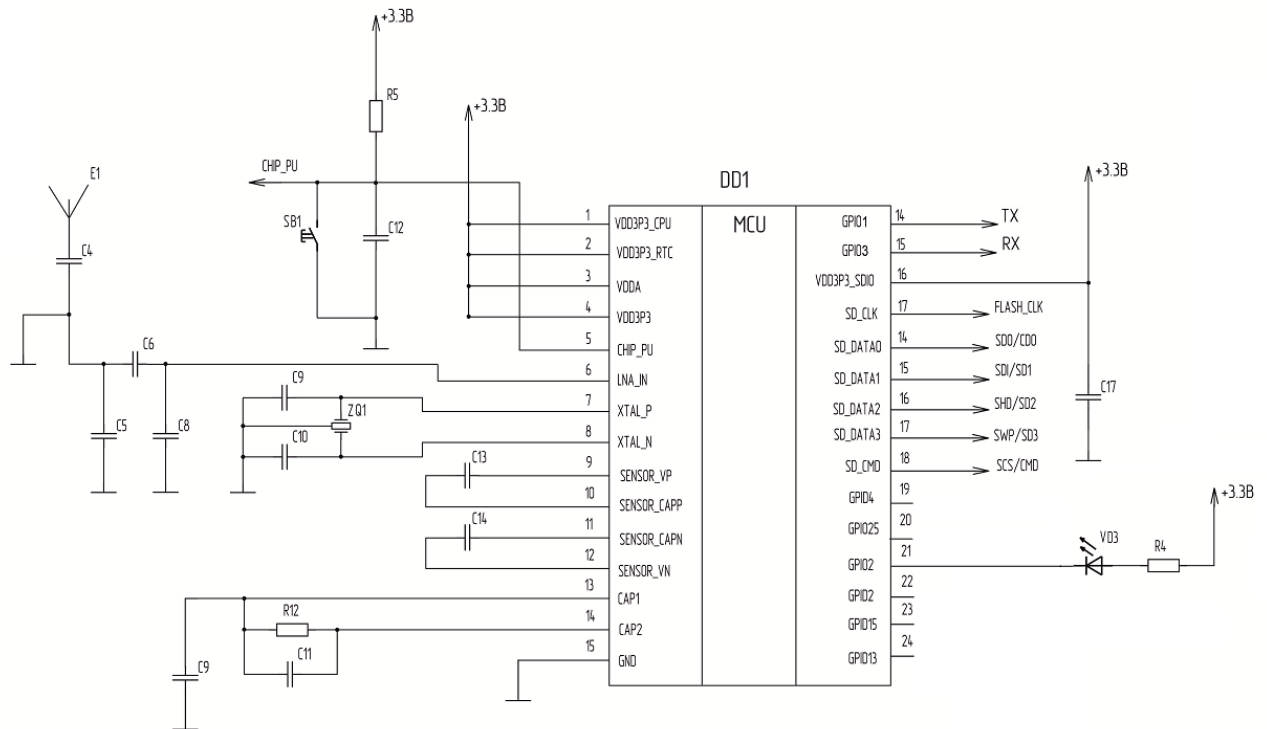 +3.3В
R5
+3.3В
CHIP_PU
E1
SB1
C12
C4
C6
C5
C8
C9
ZQ1
C10
C13
C14
R12
C11
C9
DD1
MCU
1 VDD3P3_CPU
2 VDD3P3_RTC
3 VDDA
4 VDD3P3
5 CHIP_PU
6 LNA_IN
7 XTAL_P
8 XTAL_N
9 SENSOR_VP
10 SENSOR_CAPP
11 SENSOR_CAPN
12 SENSOR_VN
13 CAP1
14 CAP2
15 GND
GPIO1 14 TX
GPIO3 15 RX
VDD3P3_SDIO 16
SD_CLK 17 FLASH_CLK
SD_DATA0 14 SD0/CD0
SD_DATA1 15 SDI/SD1
SD_DATA2 16 SHD/SD2
SD_DATA3 17 SWP/SD3
SD_CMD 18 SCS/CMD
GPIO4 19
GPIO25 20
GPIO2 21
GPIO2 22
GPIO15 23
GPIO13 24
+3.3В
C17
VD3
R4
+3.3В